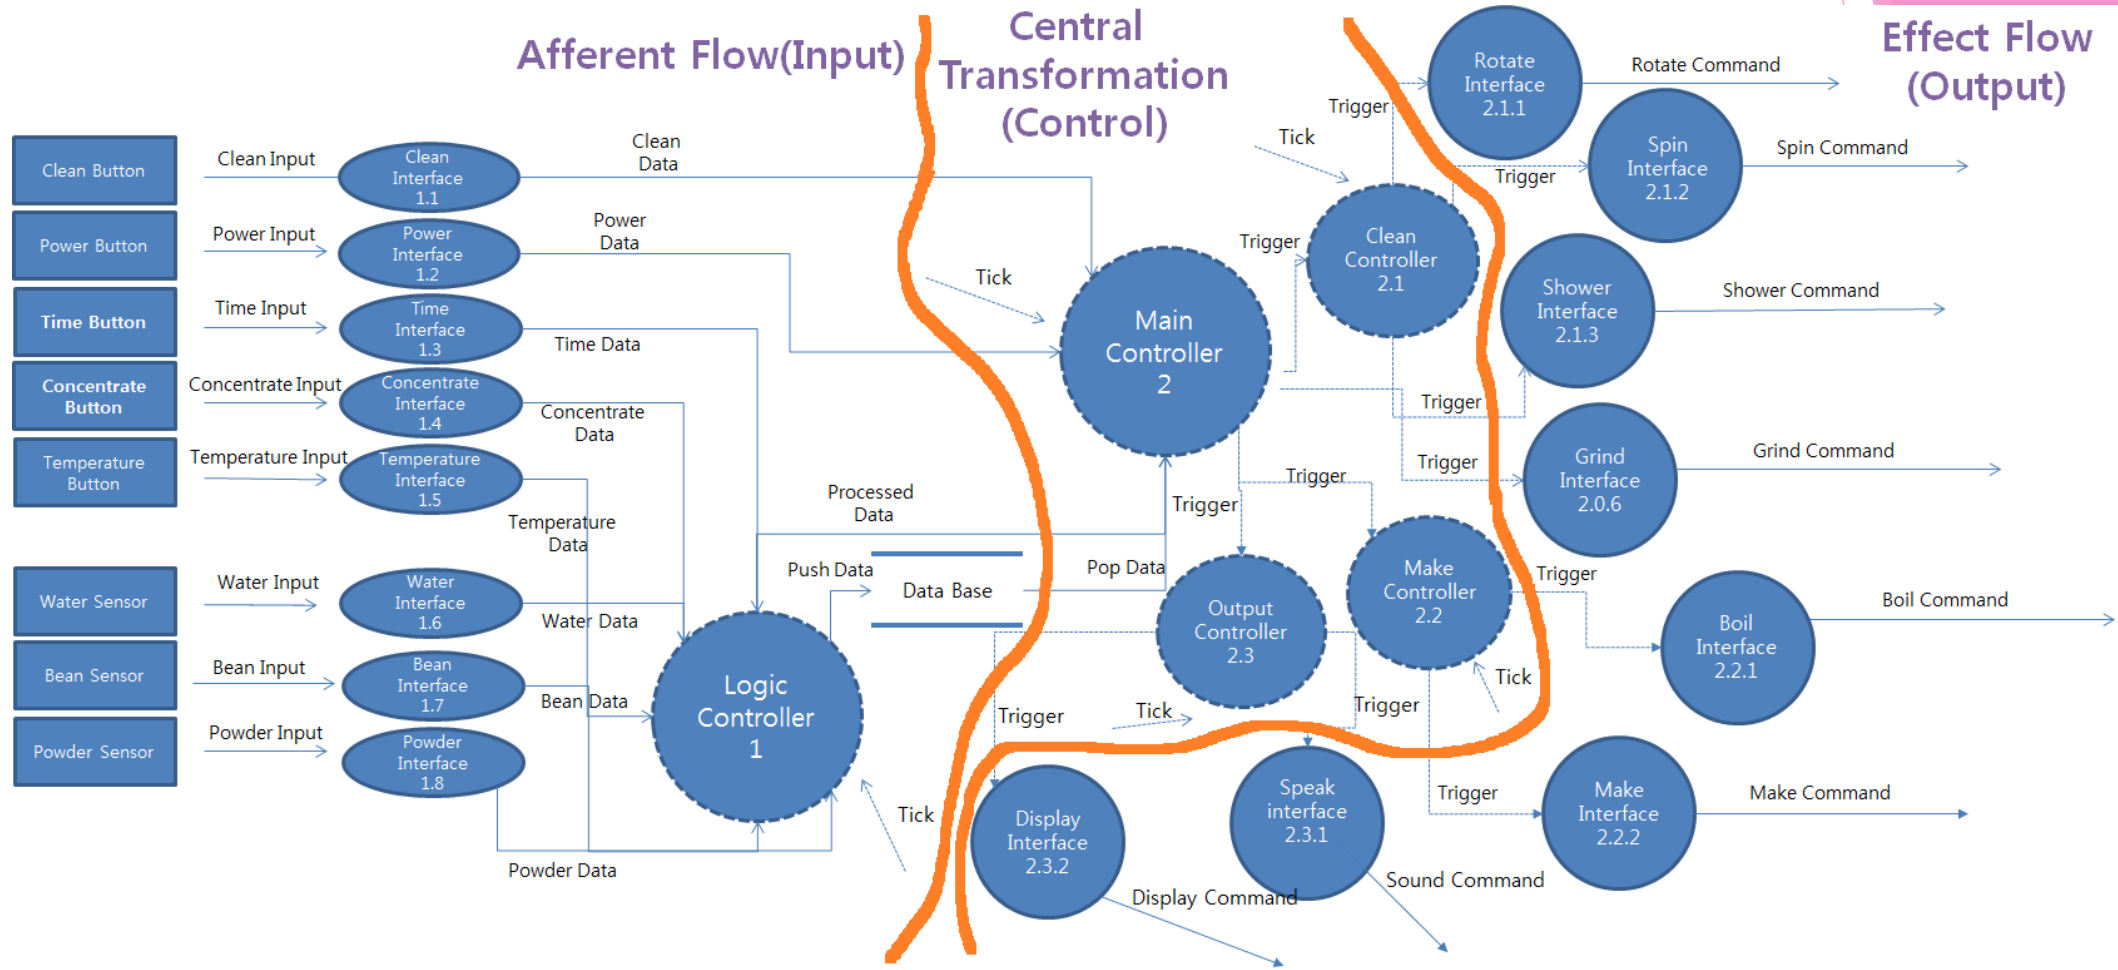 Afferent Flow(Input)
Central
Transformation
(Control)
Effect Flow
(Output)
Clean Button
Clean Input
Clean
Interface
1.1
Clean
Data
Power Button
Power Input
Power
Interface
1.2
Power
Data
Time Button
Time Input
Time
Interface
1.3
Time Data
Concentrate
Button
Concentrate Input
Concentrate
Interface
1.4
Concentrate
Data
Temperature
Button
Temperature Input
Temperature
Interface
1.5
Temperature
Data
Water Sensor
Water Input
Water
Interface
1.6
Water Data
Bean Sensor
Bean Input
Bean
Interface
1.7
Bean Data
Powder Sensor
Powder Input
Powder
Interface
1.8
Powder Data
Logic
Controller
1
Tick
Processed
Data
Push Data
Data Base
Pop Data
Tick
Main
Controller
2
Trigger
Tick
Clean
Controller
2.1
Trigger
Trigger
Trigger
Trigger
Trigger
Trigger
Output
Controller
2.3
Make
Controller
2.2
Tick
Tick
Trigger
Trigger
Trigger
Trigger
Rotate
Interface
2.1.1
Rotate Command
Spin
Interface
2.1.2
Spin Command
Shower
Interface
2.1.3
Shower Command
Grind
Interface
2.0.6
Grind Command
Boil
Interface
2.2.1
Boil Command
Make
Interface
2.2.2
Make Command
Speak
interface
2.3.1
Sound Command
Display
Interface
2.3.2
Display Command